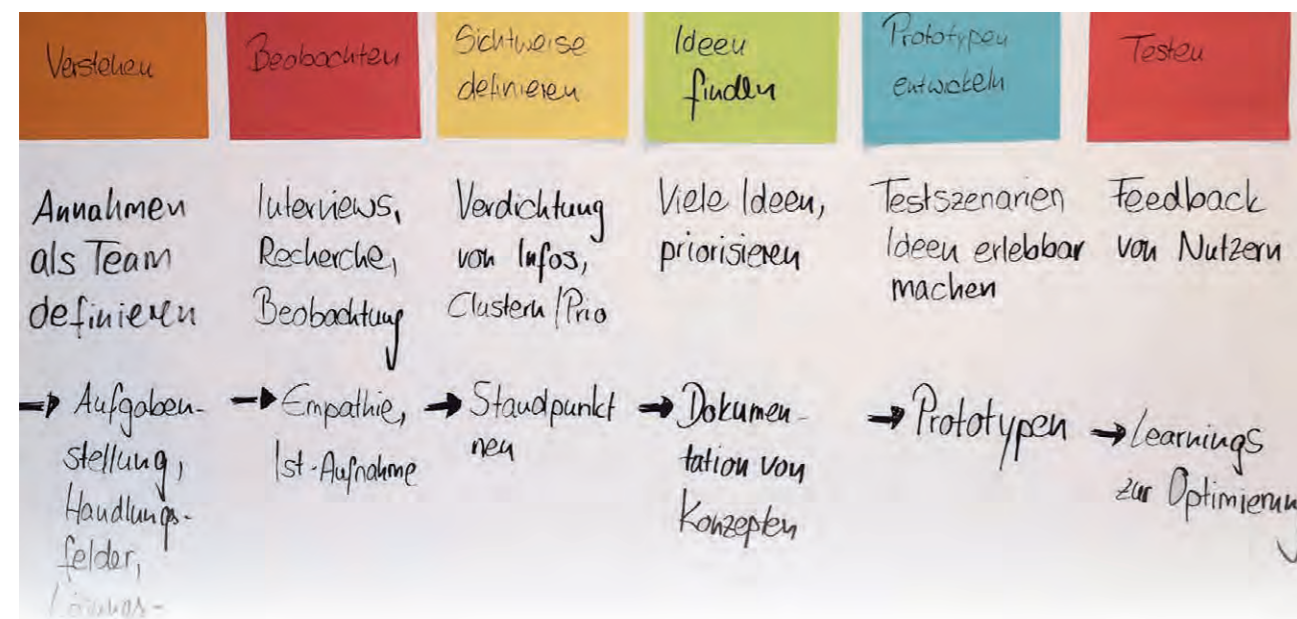 Verstehen
Annahmen
als Team
definieren
→ Aufgaben-
stellung,
Handlungs-
felder,
Lösungs-
Beobachten
Interviews,
Recherche,
Beobachtung
→ Empathie,
Ist-Aufnahme
Sichtweise
definieren
Verdichtung
von Infos,
Clustern/Prio
→ Standpunkt
neu
Ideen
finden
Viele Ideen,
priorisieren
→ Dokumen-
tation von
Konzepten
Prototypen
entwickeln
Testszenarien
Ideen erlebbar
machen
→ Prototypen
Testen
Feedback
von Nutzern
→ Learnings
zur Optimierung